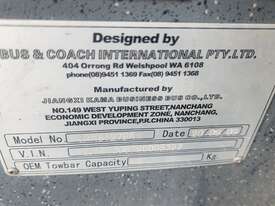 Designed by
BUS & COACH INTERNATIONAL PTY.LTD.
404 Orrong Rd Welshpool WA 6108
phone(08)9451 1369 Fax(08) 9451 1368
Manufactured by
JIANGXI KAMA BUSINESS BUS CO., LTD.
NO.149 WEST YUPING STREET,NANCHANG
ECONOMIC DEVELOPMENT ZONE, NANCHANG,
JIANGXI PROVINCE,P.R.CHINA 330013
Model No Date
V.I.N.
OEM Towbar Capacity Kg